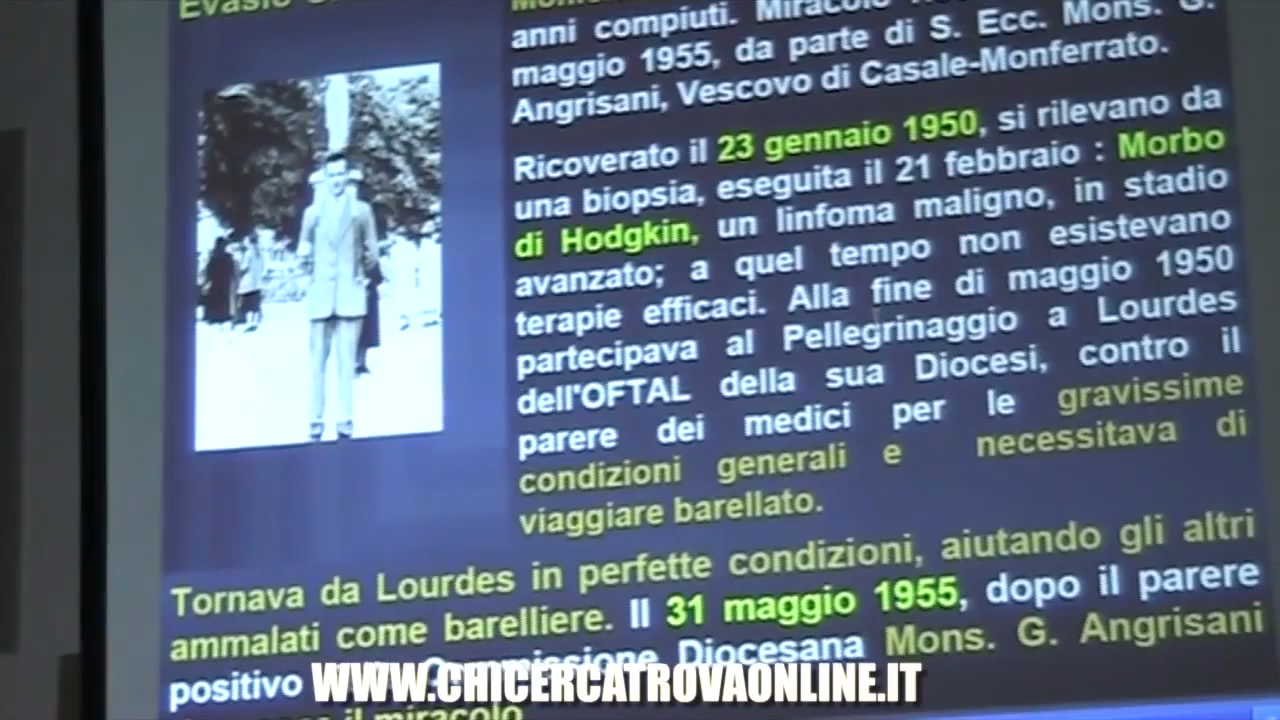 Evasio
anni compiuti. Miracolo
maggio 1955, da parte di S. Ecc. Mons. G.
Angrisani, Vescovo di Casale-Monferrato.
Ricoverato il 23 gennaio 1950, si rilevano da
una biopsia, eseguita il 21 febbraio : Morbo
di Hodgkin, un linfoma maligno, in stadio
avanzato; a quel tempo non esistevano
terapie efficaci. Alla fine di maggio 1950
partecipava al Pellegrinaggio a Lourdes
dell'OFTAL della sua Diocesi, contro il
parere dei medici per le gravissime
condizioni generali e necessitava di
viaggiare barellato.
Tornava da Lourdes in perfette condizioni, aiutando gli altri
ammalati come barelliere. Il 31 maggio 1955, dopo il parere
positivo Commissione Diocesana Mons. G. Angrisani
il miracolo
WWW.CHICERCATROVAONLINE.IT